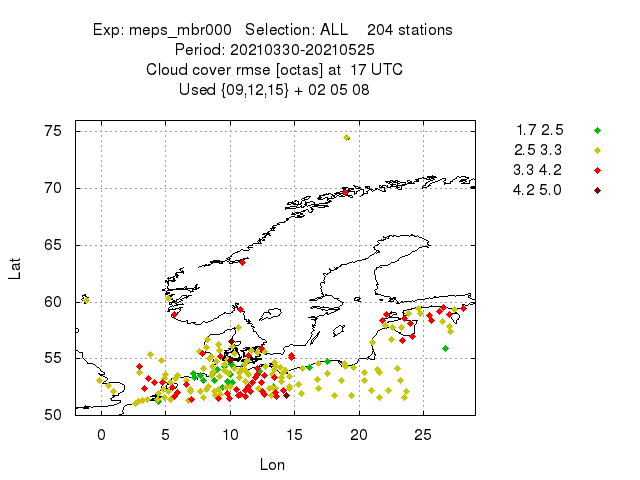 Exp: meps_mbr000   Selection: ALL    204 stations
Period: 20210330-20210525
Cloud cover rmse [octas] at  17 UTC
Used {09,12,15} + 02 05 08
1.7 2.5
2.5 3.3
3.3 4.2
4.2 5.0
75
70
65
60
55
50
Lat
0 5 10 15 20 25
Lon